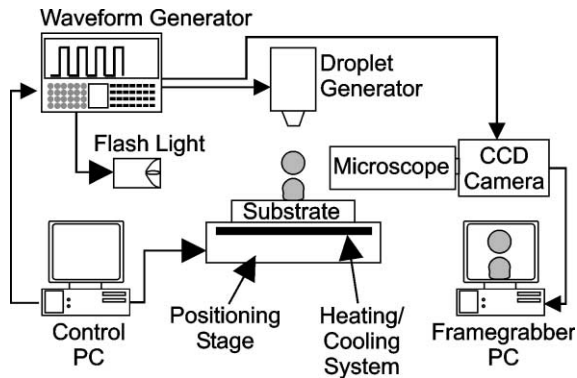 Waveform Generator
Droplet
Generator
Flash Light
Microscope
CCD
Camera
Substrate
Control
PC
Positioning
Stage
Heating/
Cooling
System
Framegrabber
PC